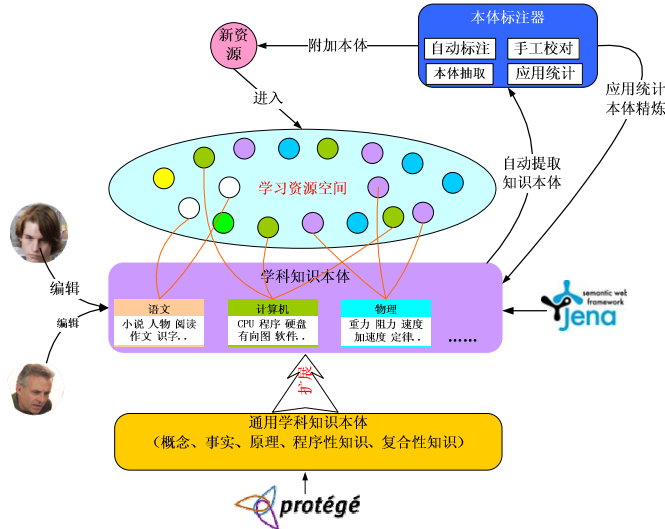 本体标注器
新资
源
附加本体
自动标注
手工校对
本体抽取
应用统计
进入
应用统计
本体精炼
自动提取
知识本体
学习资源空间
编辑
编辑
学科知识本体
语文
小说 人物 阅读
作文 识字..
计算机
CPU 程序 硬盘
有向图 软件..
物理
重力 阻力 速度
加速度 定律..
......
semantic web
framework
jena
扩展
通用学科知识本体
（概念、事实、原理、程序性知识、复合性知识）
protégé